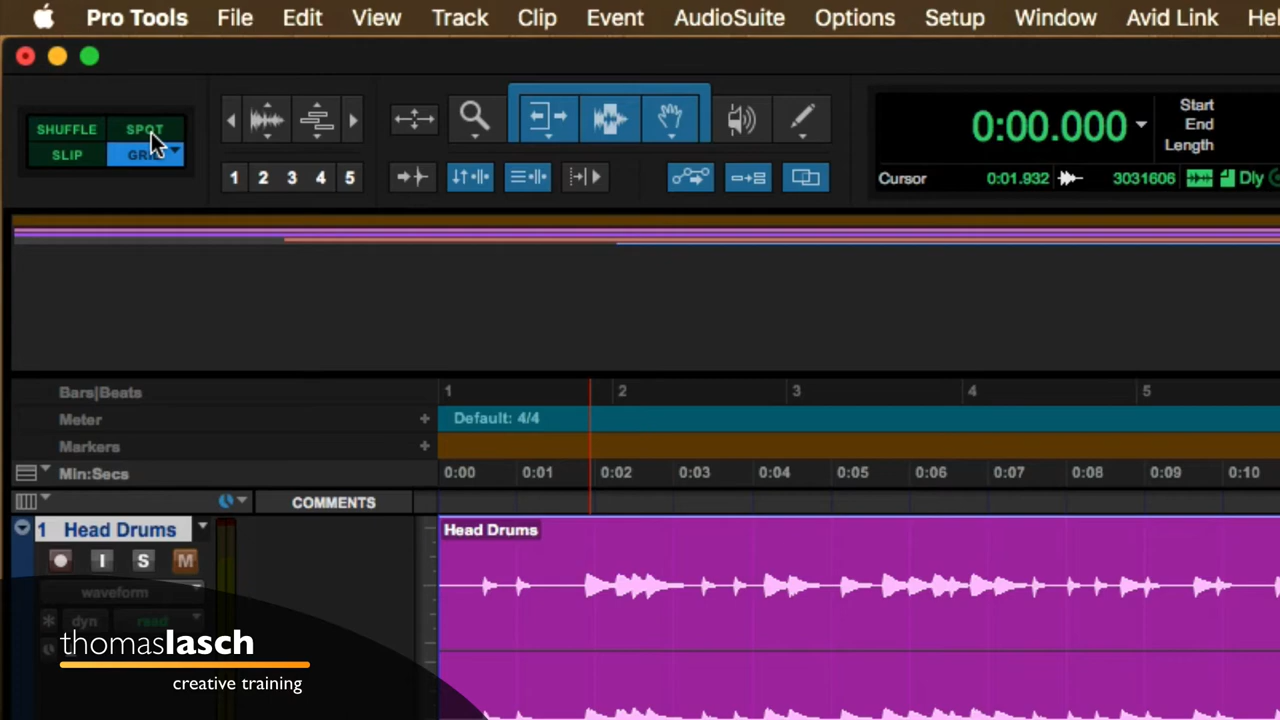 Pro Tools File Edit View Track Clip Event AudioSuite Options Setup Window Avid Link Hel
SHUFFLE SPOT
SLIP GRID
1 2 3 4 5
0:00.000
Start
End
Length
Cursor 0:01.932 3031606 Dly
Bars|Beats 1 2 3 4 5
Meter + Default: 4/4
Markers +
Min:Secs 0:00 0:01 0:02 0:03 0:04 0:05 0:06 0:07 0:08 0:09 0:10
COMMENTS
1 Head Drums
Head Drums
I S M
waveform
dyn read
thomaslasch
creative training